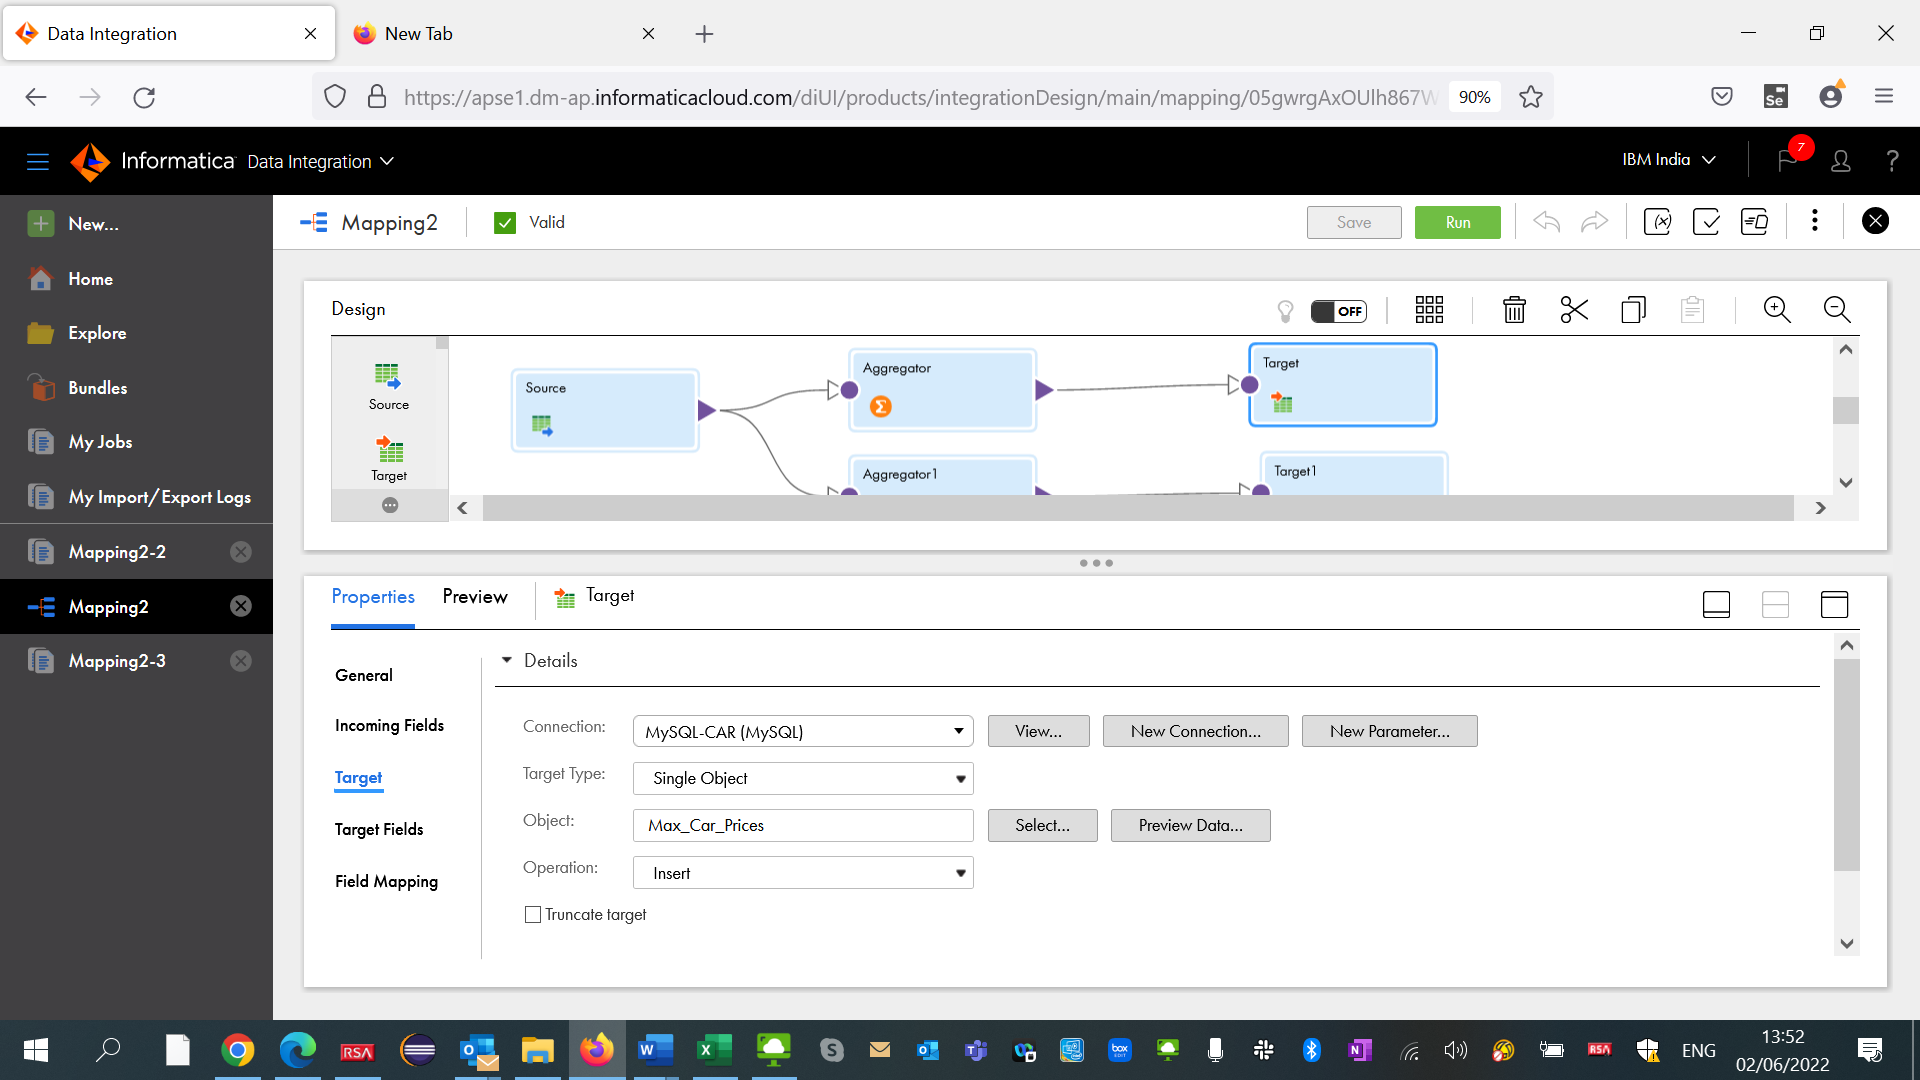 Data Integration
New Tab
https://apse1.dm-ap.informaticacloud.com/diUI/products/integrationDesign/main/mapping/05gwrgAxOUlh867W
90%
Se
Informatica Data Integration
IBM India
7
?
New...
Home
Explore
Bundles
My Jobs
My Import/Export Logs
Mapping2-2
Mapping2
Mapping2-3
Mapping2
Valid
Save
Run
Design
OFF
Source
Target
Source
Aggregator
Target
Aggregator1
Target1
Properties
Preview
Target
General
Incoming Fields
Target
Target Fields
Field Mapping
Details
Connection:
MySQL-CAR (MySQL)
View...
New Connection...
New Parameter...
Target Type:
Single Object
Object:
Max_Car_Prices
Select...
Preview Data...
Operation:
Insert
Truncate target
RSA
box
EDIT
RSA
ENG
13:52
02/06/2022